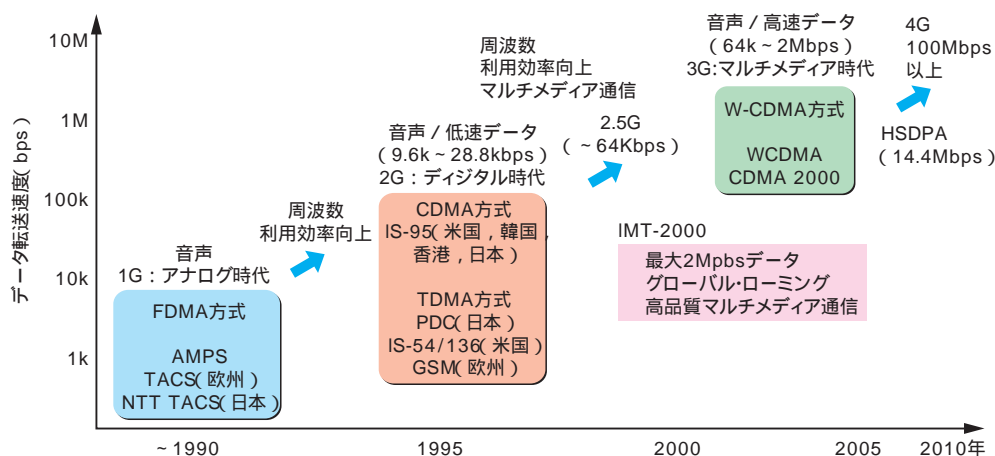 データ転送速度(bps)
10M
1M
100k
10k
1k
音声
1G:アナログ時代
FDMA方式
AMPS
TACS(欧州)
NTT TACS(日本)
周波数
利用効率向上
音声/低速データ
(9.6k~28.8kbps)
2G:ディジタル時代
CDMA方式
IS-95(米国,韓国,
香港,日本)
TDMA方式
PDC(日本)
IS-54/136(米国)
GSM(欧州)
周波数
利用効率向上
マルチメディア通信
2.5G
(~64Kbps)
音声/高速データ
(64k~2Mbps)
3G:マルチメディア時代
W-CDMA方式
WCDMA
CDMA 2000
IMT-2000
最大2Mpbsデータ
グローバル・ローミング
高品質マルチメディア通信
4G
100Mbps
以上
HSDPA
(14.4Mbps)
~1990
1995
2000
2005
2010年